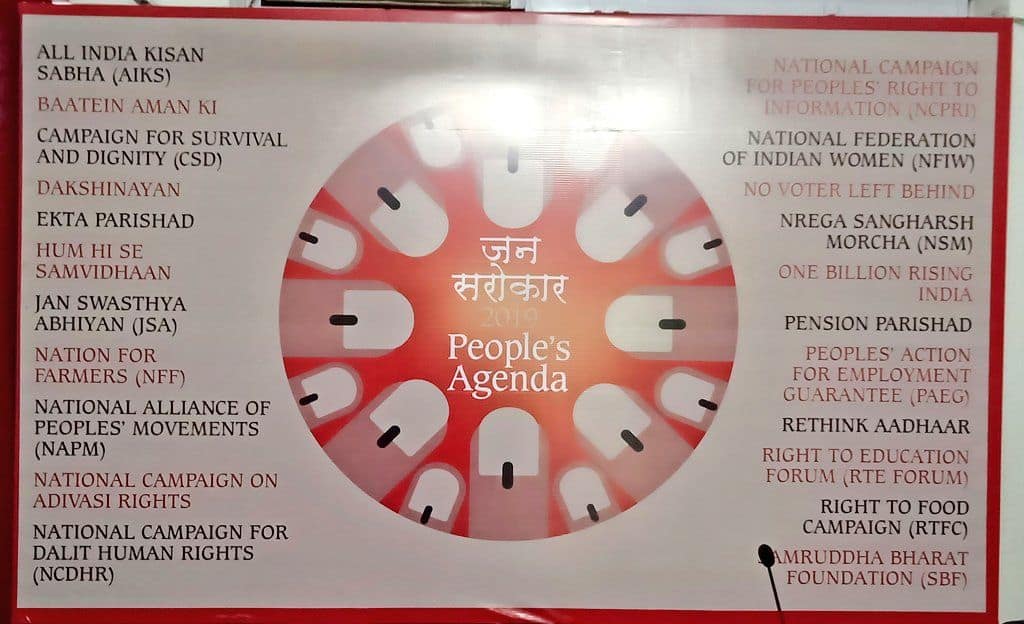 ALL INDIA KISAN
SABHA (AIKS)
BAATEIN AMAN KI
CAMPAIGN FOR SURVIVAL
AND DIGNITY (CSD)
DAKSHINAYAN
EKTA PARISHAD
HUM HI SE
SAMVIDHAAN
JAN SWASTHYA
ABHIYAN (JSA)
NATION FOR
FARMERS (NFF)
NATIONAL ALLIANCE OF
PEOPLES' MOVEMENTS
(NAPM)
NATIONAL CAMPAIGN ON
ADIVASI RIGHTS
NATIONAL CAMPAIGN FOR
DALIT HUMAN RIGHTS
(NCDHR)
जन
सरोकार
2019
People's
Agenda
NATIONAL CAMPAIGN
FOR PEOPLES' RIGHT TO
INFORMATION (NCPRI)
NATIONAL FEDERATION
OF INDIAN WOMEN (NFIW)
NO VOTER LEFT BEHIND
NREGA SANGHARSH
MORCHA (NSM)
ONE BILLION RISING
INDIA
PENSION PARISHAD
PEOPLES' ACTION
FOR EMPLOYMENT
GUARANTEE (PAEG)
RETHINK AADHAAR
RIGHT TO EDUCATION
FORUM (RTE FORUM)
RIGHT TO FOOD
CAMPAIGN (RTFC)
SAMRUDDHA BHARAT
FOUNDATION (SBF)